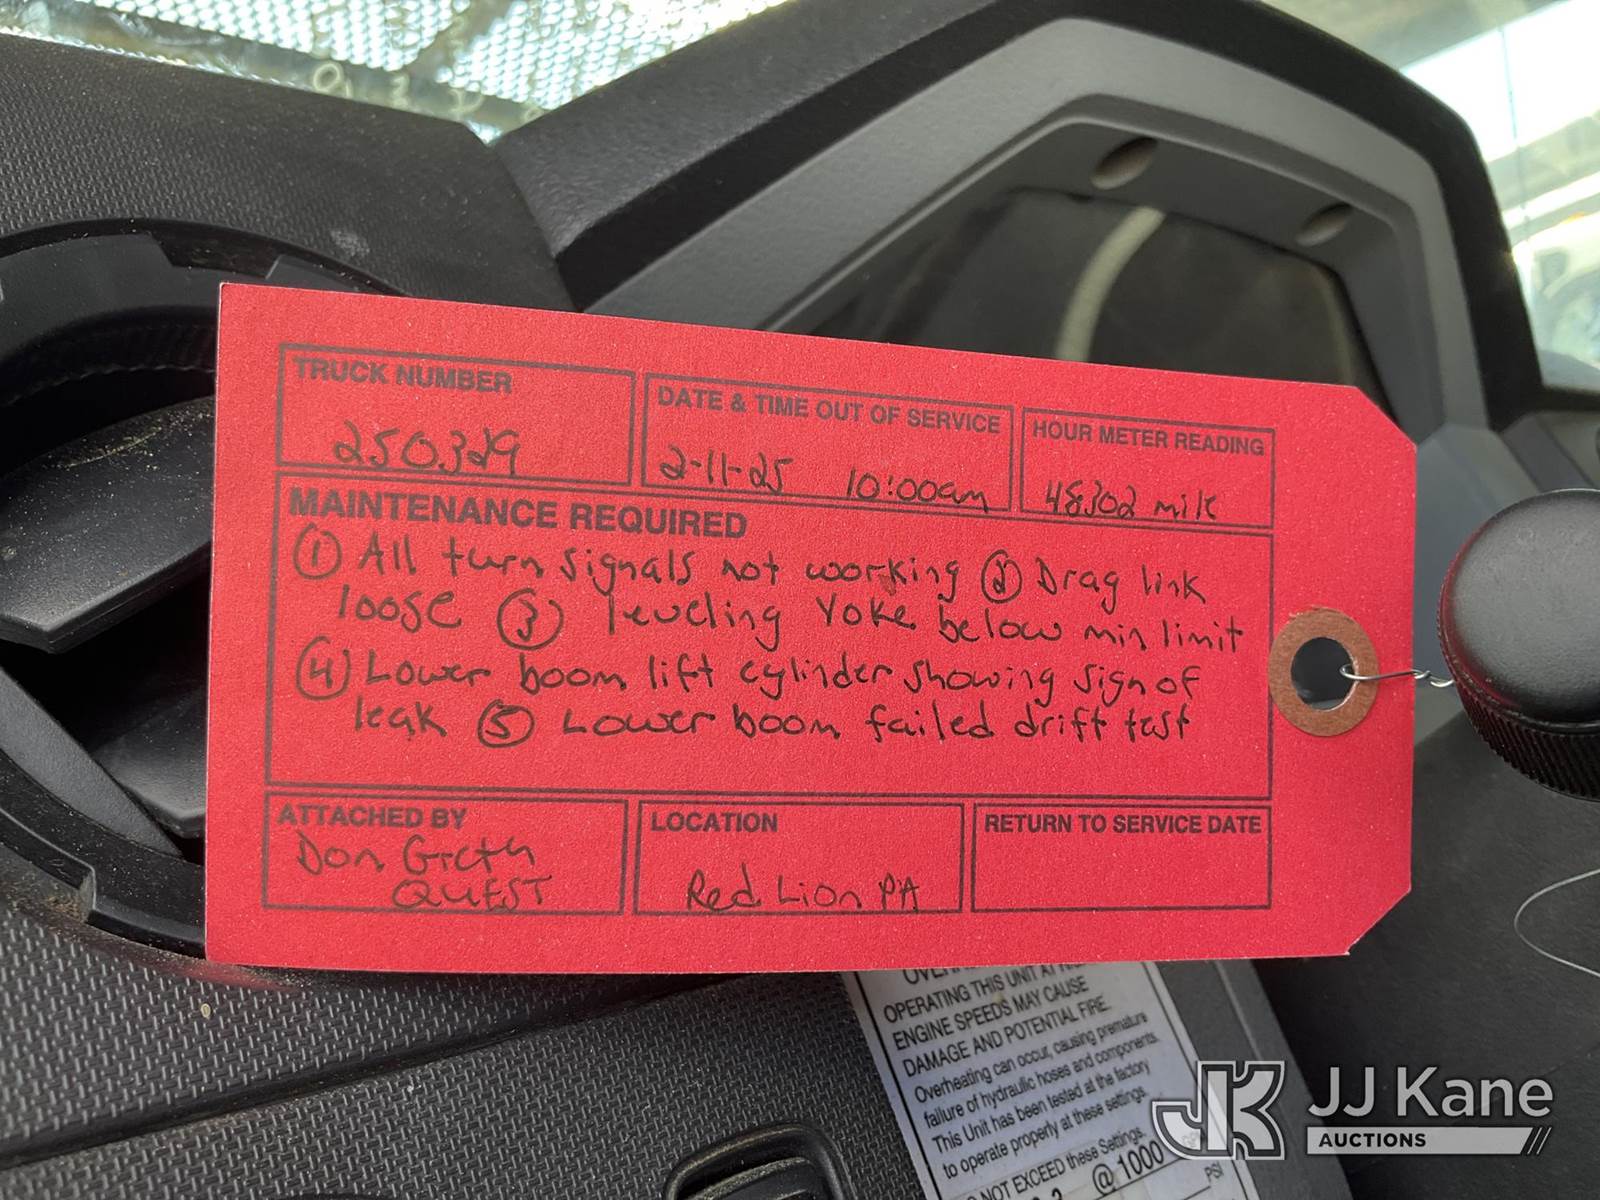 TRUCK NUMBER
250329
DATE & TIME OUT OF SERVICE
2-11-25 10:00am
HOUR METER READING
48302 mile
MAINTENANCE REQUIRED
① All turn signals not working ② Drag link
loose ③ leveling Yoke below min limit
④ Lower boom lift cylinder showing sign of
leak ⑤ Lower boom failed drift test
ATTACHED BY
Don
QUEST
LOCATION
Red Lion PA
RETURN TO SERVICE DATE
OPERATING THIS UNIT AT
ENGINE SPEEDS MAY CAUSE
DAMAGE AND POTENTIAL FIRE.
Overheating can occur, causing premature
failure of hydraulic hoses and components.
This Unit has been tested at the factory
to operate properly at these settings.
NOT EXCEED these Settings.
@ 1000
PSI
JK
JJ Kane
AUCTIONS